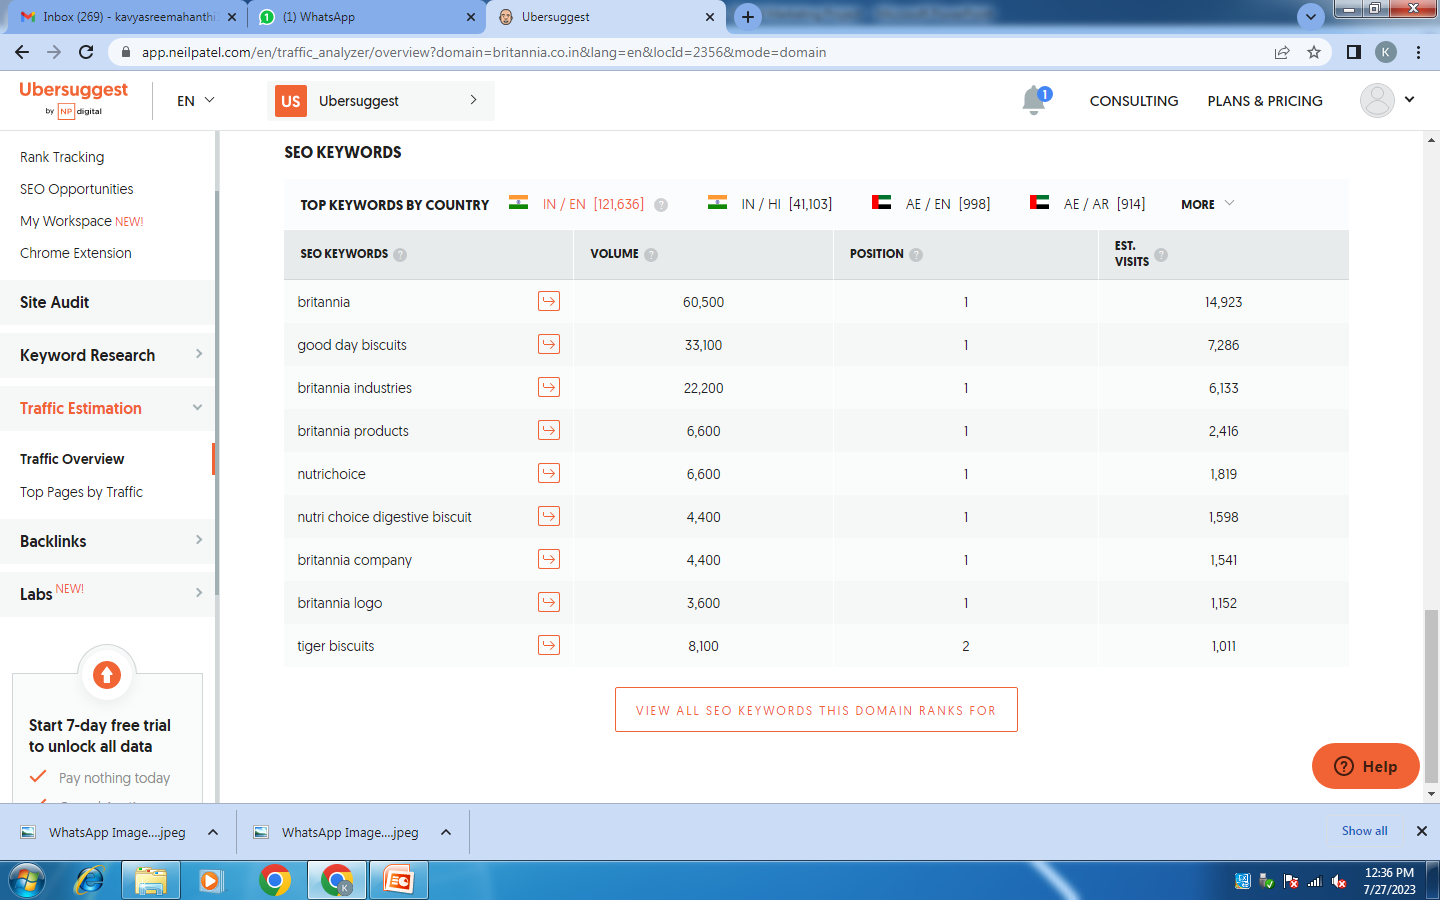 Inbox (269) - kavyasreemahanthi
(1) WhatsApp
Ubersuggest
app.neilpatel.com/en/traffic_analyzer/overview?domain=britannia.co.in&lang=en&locId=2356&mode=domain
K
Ubersuggest
by NP digital
EN
US Ubersuggest
1
CONSULTING
PLANS & PRICING
Rank Tracking
SEO Opportunities
My Workspace NEW!
Chrome Extension
Site Audit
Keyword Research
Traffic Estimation
Traffic Overview
Top Pages by Traffic
Backlinks
Labs NEW!
Start 7-day free trial
to unlock all data
Pay nothing today
SEO KEYWORDS
TOP KEYWORDS BY COUNTRY IN / EN [121,636] ? IN / HI [41,103] AE / EN [998] AE / AR [914] MORE
SEO KEYWORDS ? VOLUME ? POSITION ? EST. VISITS ?
britannia 60,500 1 14,923
good day biscuits 33,100 1 7,286
britannia industries 22,200 1 6,133
britannia products 6,600 1 2,416
nutrichoice 6,600 1 1,819
nutri choice digestive biscuit 4,400 1 1,598
britannia company 4,400 1 1,541
britannia logo 3,600 1 1,152
tiger biscuits 8,100 2 1,011
VIEW ALL SEO KEYWORDS THIS DOMAIN RANKS FOR
? Help
WhatsApp Image....jpeg
WhatsApp Image....jpeg
Show all
K
12:36 PM
7/27/2023